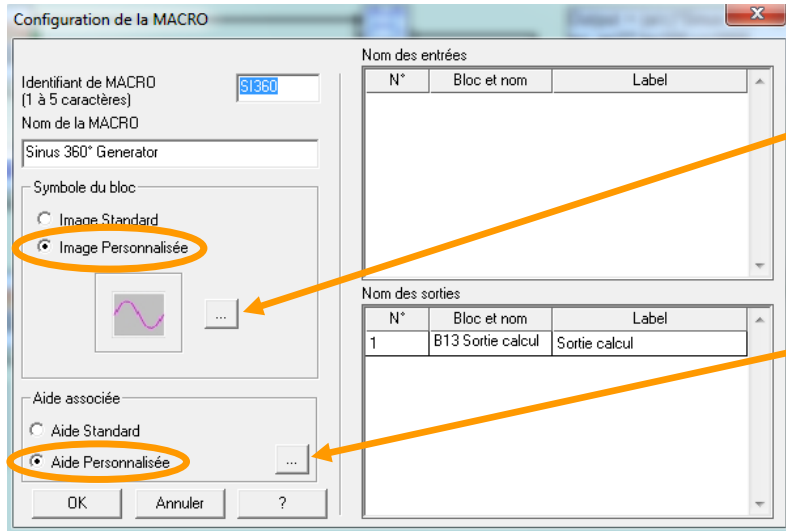 Configuration de la MACRO
Identifiant de MACRO
(1 à 5 caractères)
SI360
Nom de la MACRO
Sinus 360° Generator
Symbole du bloc
Image Standard
Image Personnalisée
...
Aide associée
Aide Standard
Aide Personnalisée
...
OK
Annuler
?
Nom des entrées
N° Bloc et nom Label
Nom des sorties
N° Bloc et nom Label
1 B13 Sortie calcul Sortie calcul